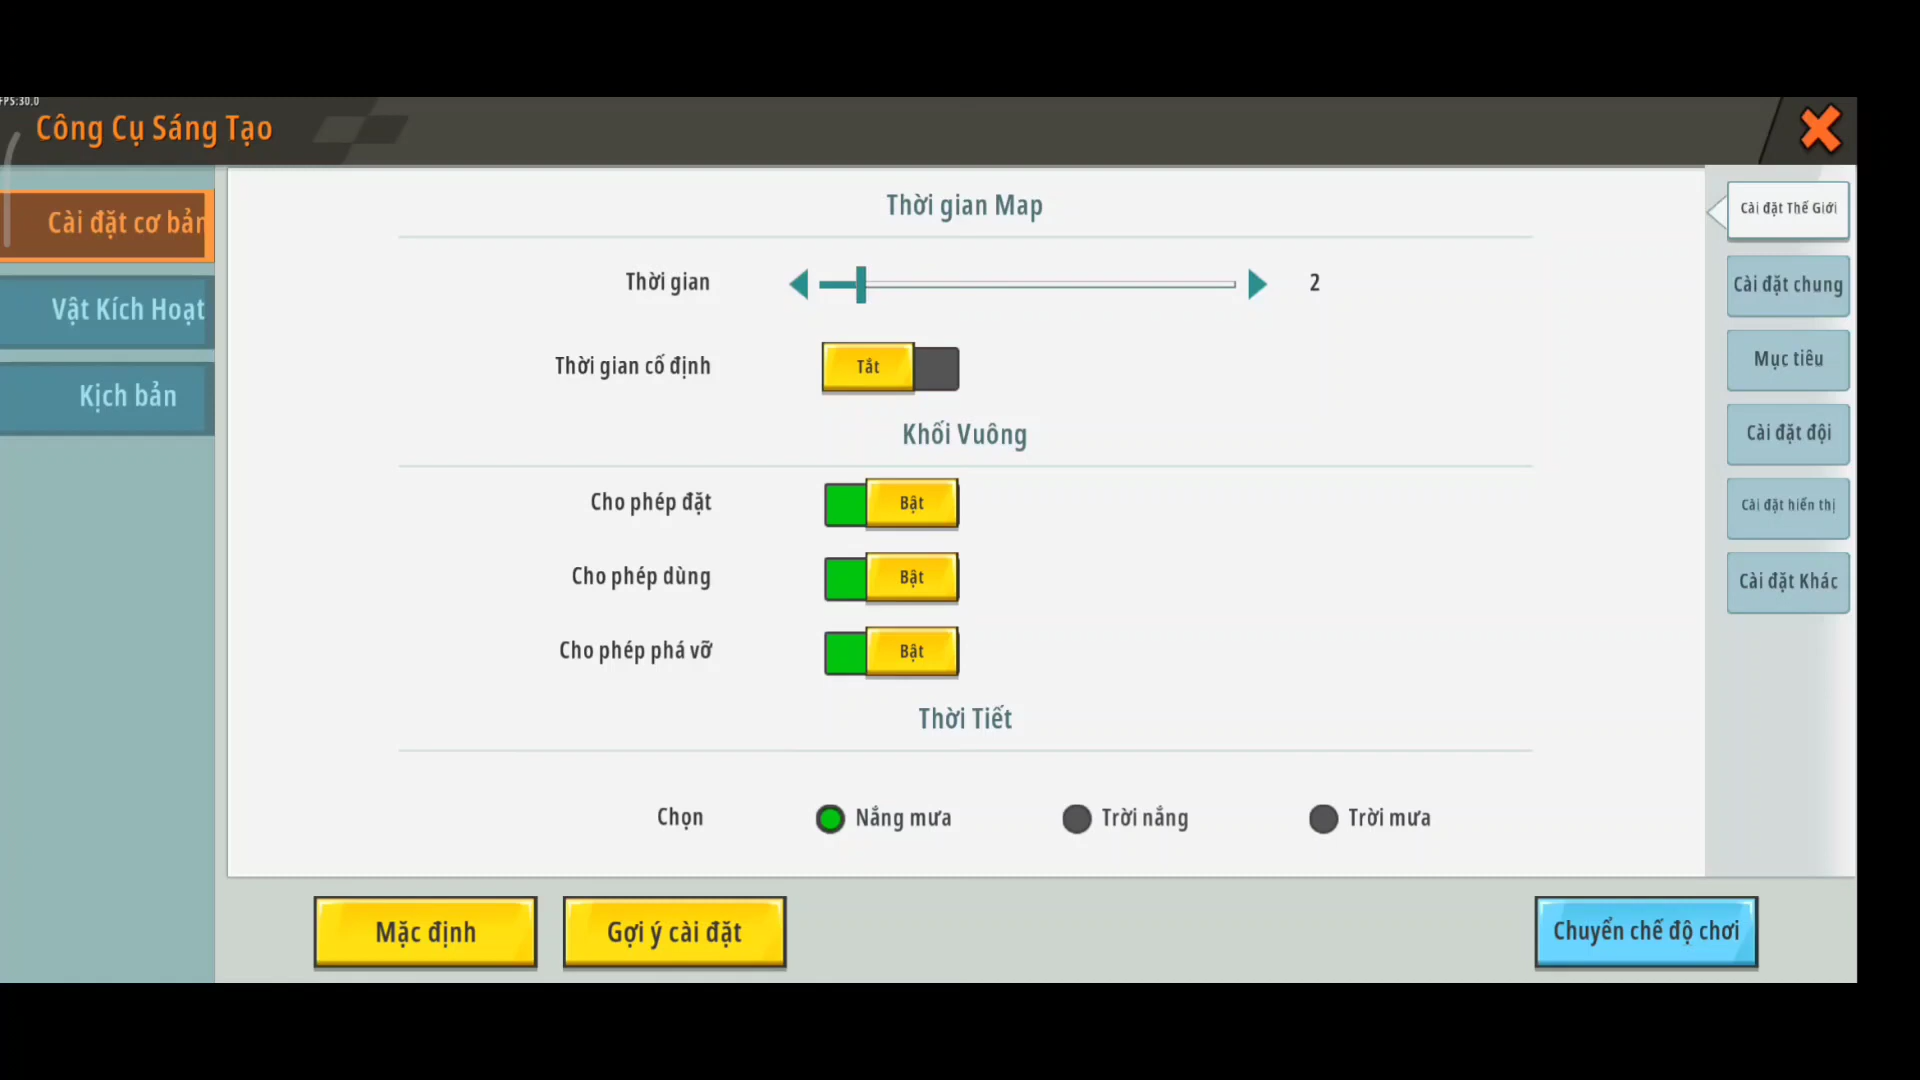 FPS:30.0
Công Cụ Sáng Tạo
Cài đặt cơ bản
Vật Kích Hoạt
Kịch bản
Thời gian Map
Thời gian
2
Thời gian cố định
Tắt
Khối Vuông
Cho phép đặt
Bật
Cho phép dùng
Bật
Cho phép phá vỡ
Bật
Thời Tiết
Chọn
Nắng mưa
Trời nắng
Trời mưa
Mặc định
Gợi ý cài đặt
Chuyển chế độ chơi
Cài đặt Thế Giới
Cài đặt chung
Mục tiêu
Cài đặt đội
Cài đặt hiển thị
Cài đặt Khác